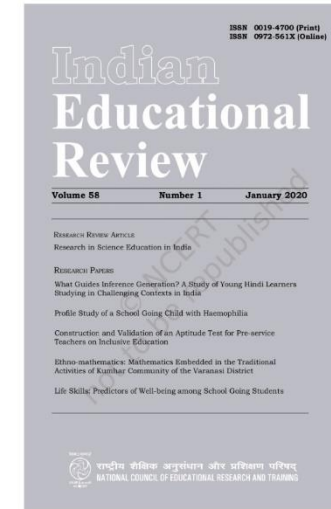 ISSN 0019-4700 (Print)
ISSN 0972-561X (Online)
Indian
Educational
Review
Volume 58 Number 1 January 2020
RESEARCH REVIEW ARTICLE
Research in Science Education in India
RESEARCH PAPERS
What Guides Inference Generation? A Study of Young Hindi Learners
Studying in Challenging Contexts in India
Profile Study of a School Going Child with Haemophilia
Construction and Validation of an Aptitude Test for Pre-service
Teachers on Inclusive Education
Ethno-mathematics: Mathematics Embedded in the Traditional
Activities of Kumhar Community of the Varanasi District
Life Skills: Predictors of Well-being among School Going Students
© NCERT
not to be republished
राष्ट्रीय शैक्षिक अनुसंधान और प्रशिक्षण परिषद्
NATIONAL COUNCIL OF EDUCATIONAL RESEARCH AND TRAINING